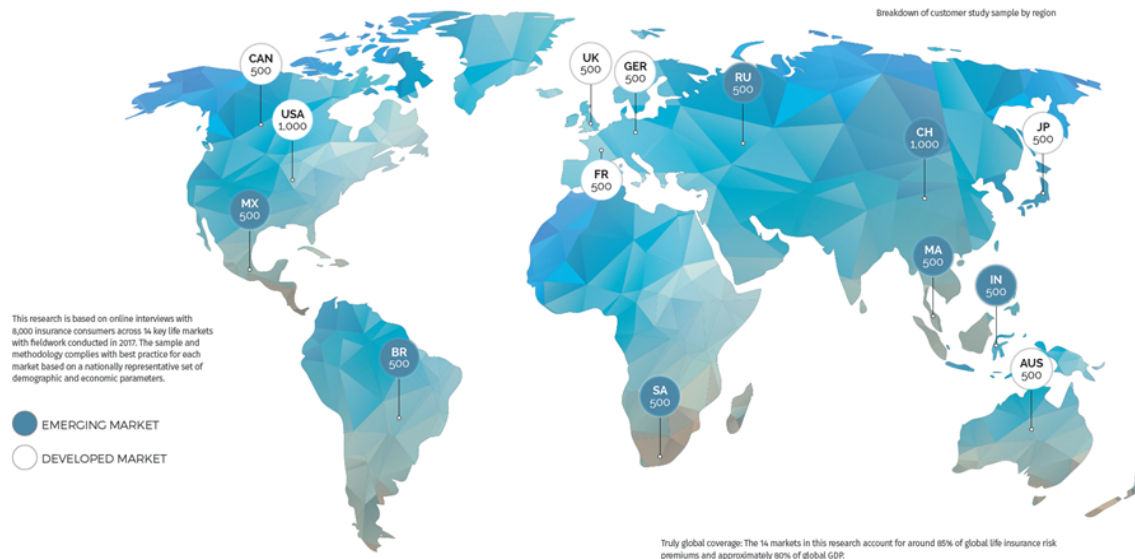 Breakdown of customer study sample by region
CAN
500
USA
1,000
UK
500
GER
500
RU
500
CH
1,000
JP
500
FR
500
MX
500
MA
500
IN
500
BR
500
SA
500
AUS
500
This research is based on online interviews with
8,000 insurance consumers across 14 key life markets
with fieldwork conducted in 2017. The sample and
methodology complies with best practice for each
market based on a nationally representative set of
demographic and economic parameters.
EMERGING MARKET
DEVELOPED MARKET
Truly global coverage: The 14 markets in this research account for around 85% of global life insurance risk
premiums and approximately 80% of global GDP.